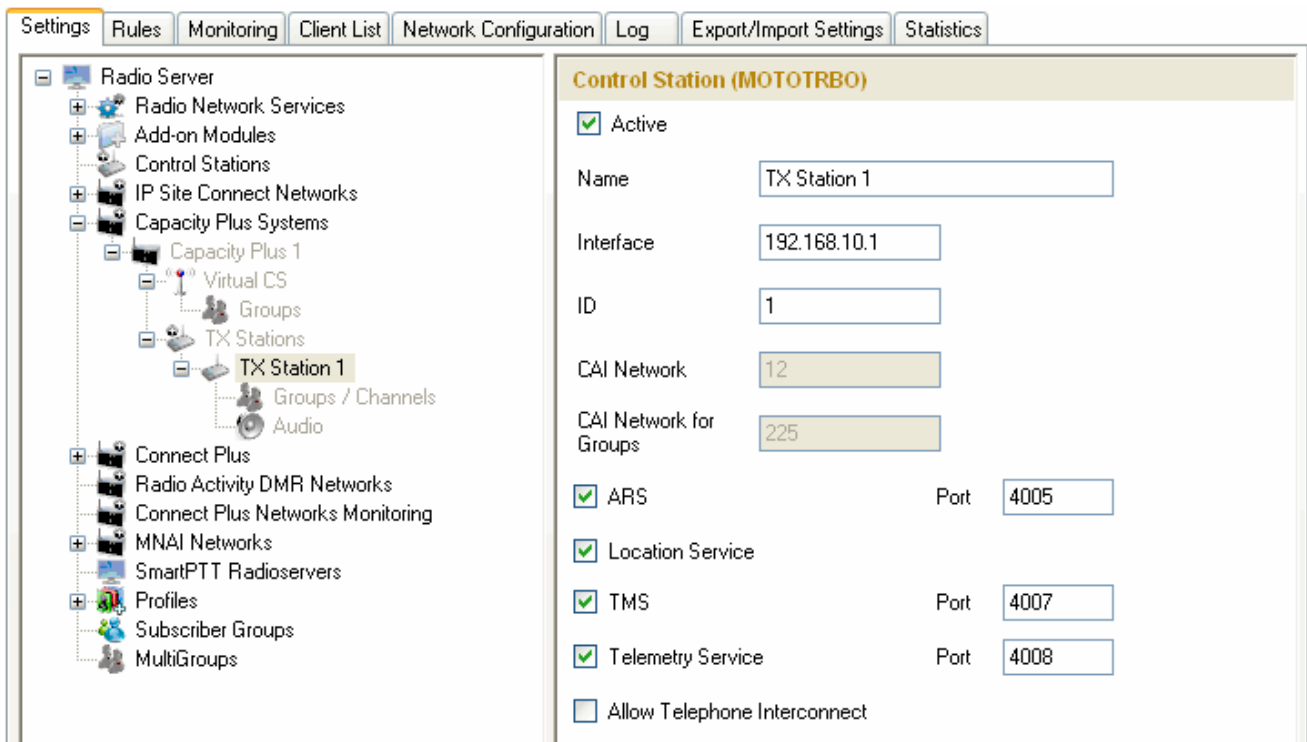 Settings Rules Monitoring Client List Network Configuration Log Export/Import Settings Statistics
Radio Server
Radio Network Services
Add-on Modules
Control Stations
IP Site Connect Networks
Capacity Plus Systems
Capacity Plus 1
Virtual CS
Groups
TX Stations
TX Station 1
Groups / Channels
Audio
Connect Plus
Radio Activity DMR Networks
Connect Plus Networks Monitoring
MNAI Networks
SmartPTT Radioservers
Profiles
Subscriber Groups
MultiGroups
Control Station (MOTOTRBO)
Active
Name TX Station 1
Interface 192.168.10.1
ID 1
CAI Network 12
CAI Network for
Groups 225
ARS Port 4005
Location Service
TMS Port 4007
Telemetry Service Port 4008
Allow Telephone Interconnect